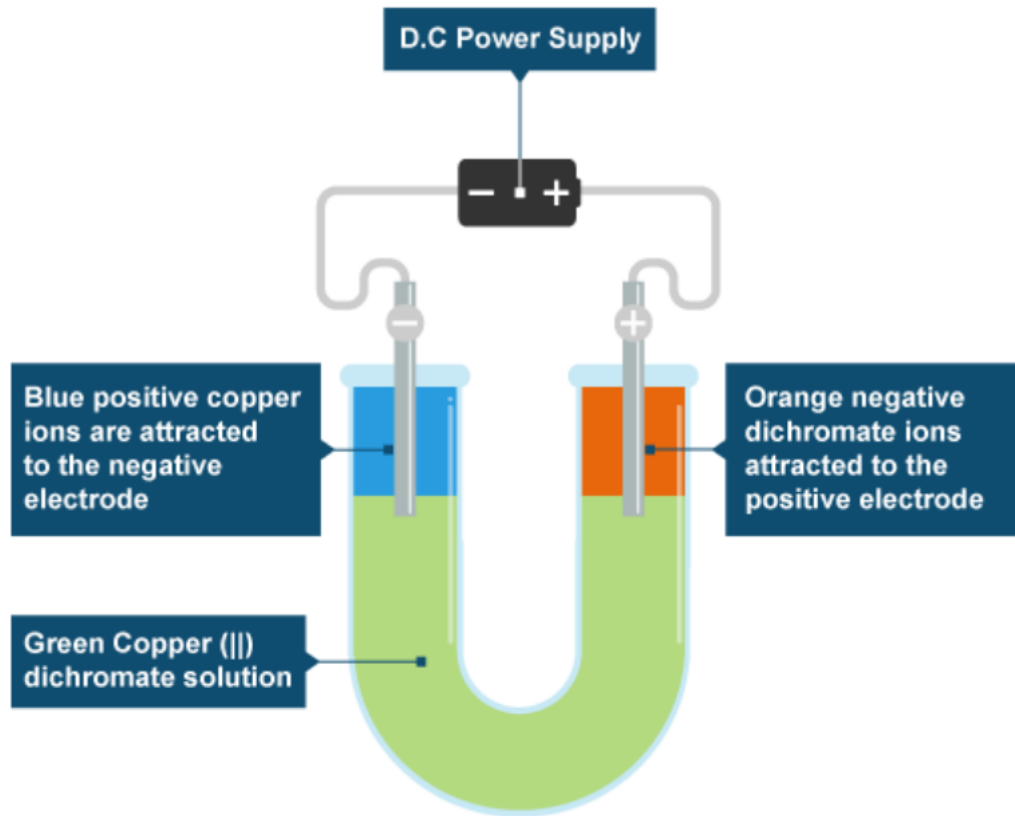 D.C Power Supply
− +
− +
Blue positive copper
ions are attracted
to the negative
electrode
Orange negative
dichromate ions
attracted to the
positive electrode
Green Copper (||)
dichromate solution